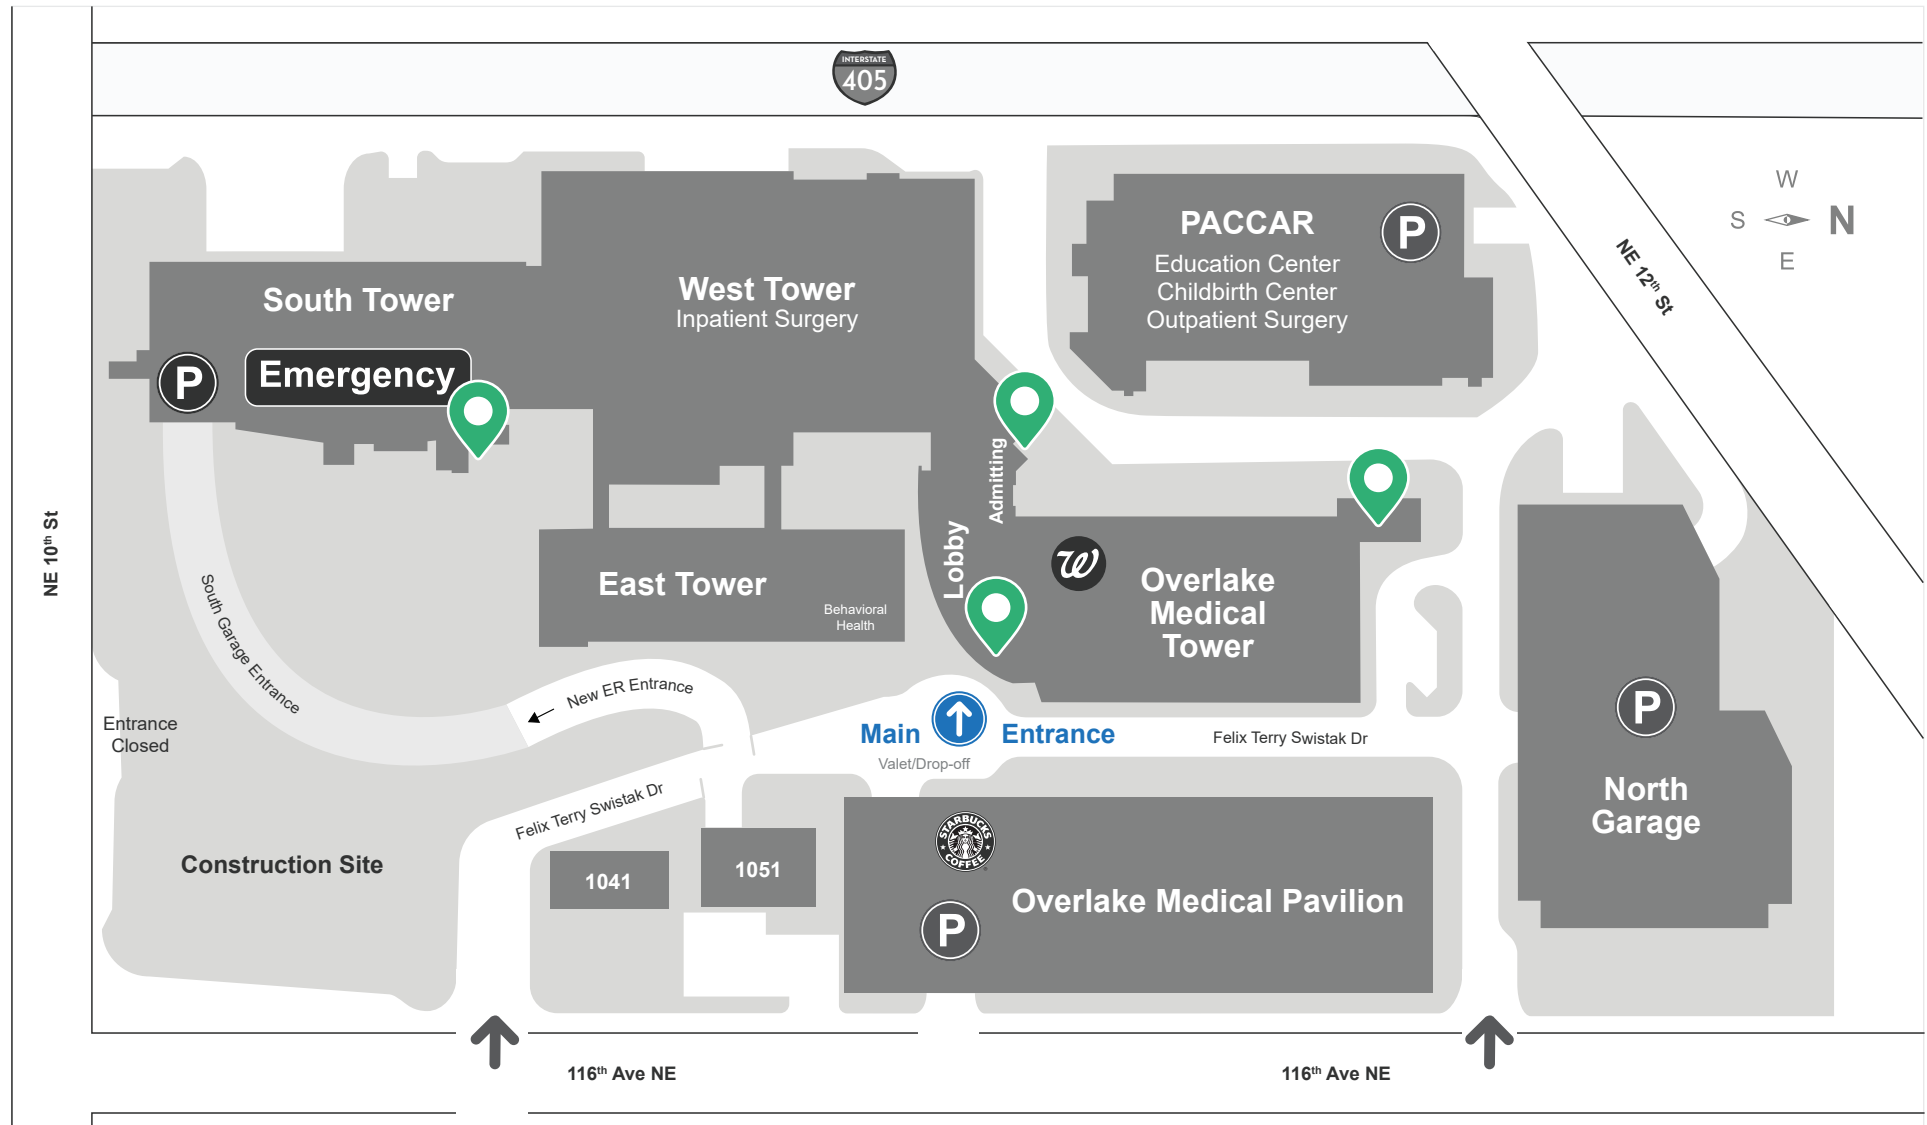 INTERSTATE
405
W
S N
E
NE 12th St
PACCAR
P
Education Center
Childbirth Center
Outpatient Surgery
South Tower
West Tower
Inpatient Surgery
P
Emergency
Admitting
Lobby
W
NE 10th St
East Tower
Behavioral
Health
Overlake
Medical
Tower
South Garage Entrance
New ER Entrance
Entrance
Closed
Main Entrance
Valet/Drop-off
Felix Terry Swistak Dr
P
North
Garage
Felix Terry Swistak Dr
Construction Site
1041
1051
STARBUCKS
COFFEE
P
Overlake Medical Pavilion
116th Ave NE
116th Ave NE